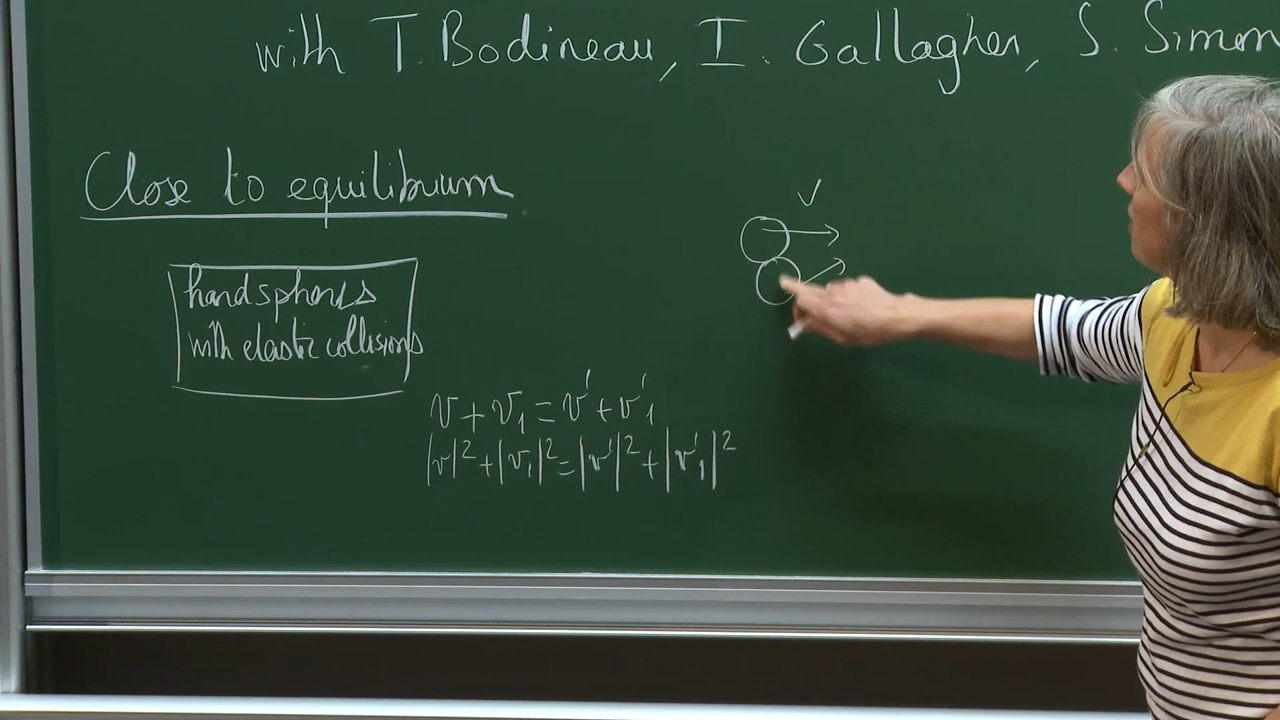 with T. Bodineau, I. Gallagher, S. Simon
Close to equilibrium
hard spheres
with elastic collisions
v
v + v₁ = v' + v'₁
|v|² + |v₁|² = |v'|² + |v'₁|²